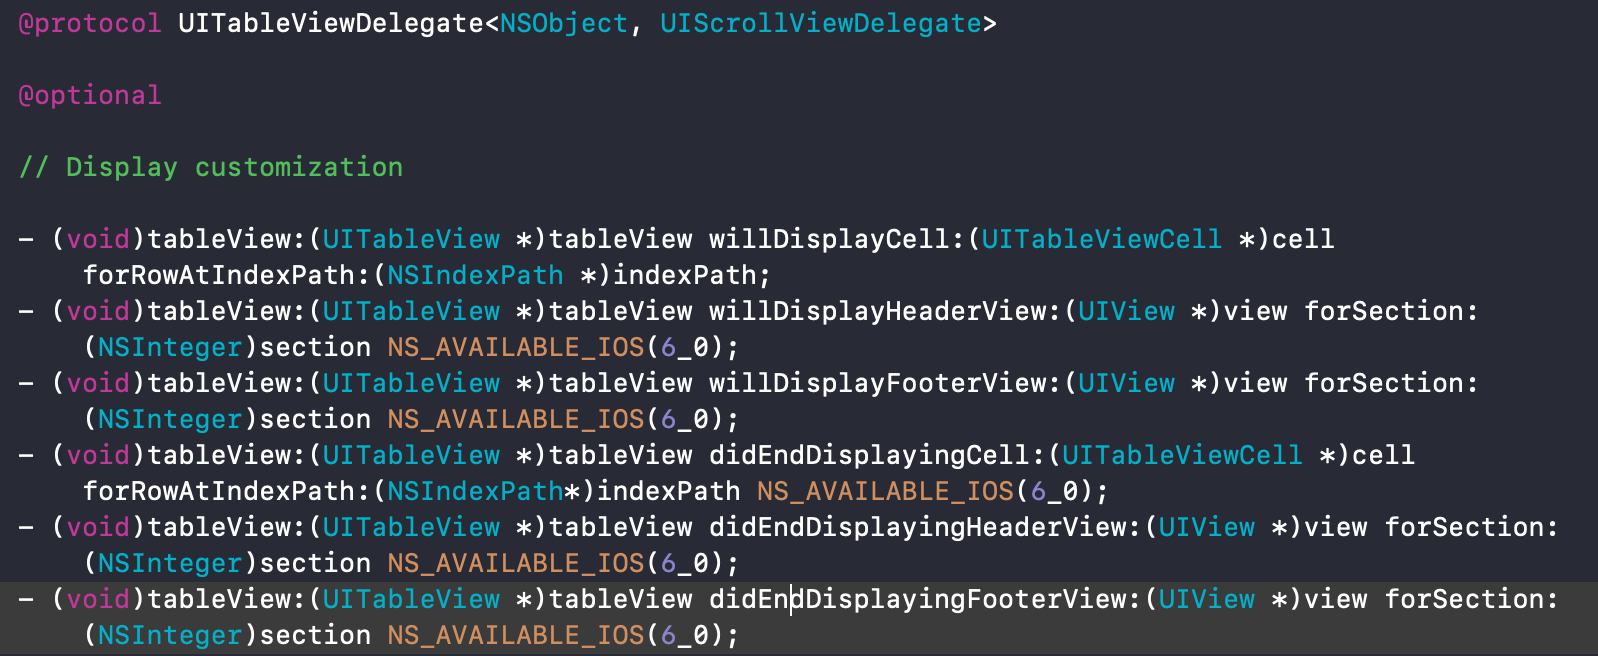 @protocol UITableViewDelegate<NSObject, UIScrollViewDelegate>
@optional
// Display customization
- (void)tableView:(UITableView *)tableView willDisplayCell:(UITableViewCell *)cell
forRowAtIndexPath:(NSIndexPath *)indexPath;
- (void)tableView:(UITableView *)tableView willDisplayHeaderView:(UIView *)view forSection:
(NSInteger)section NS_AVAILABLE_IOS(6_0);
- (void)tableView:(UITableView *)tableView willDisplayFooterView:(UIView *)view forSection:
(NSInteger)section NS_AVAILABLE_IOS(6_0);
- (void)tableView:(UITableView *)tableView didEndDisplayingCell:(UITableViewCell *)cell
forRowAtIndexPath:(NSIndexPath*)indexPath NS_AVAILABLE_IOS(6_0);
- (void)tableView:(UITableView *)tableView didEndDisplayingHeaderView:(UIView *)view forSection:
(NSInteger)section NS_AVAILABLE_IOS(6_0);
- (void)tableView:(UITableView *)tableView didEndDisplayingFooterView:(UIView *)view forSection:
(NSInteger)section NS_AVAILABLE_IOS(6_0);